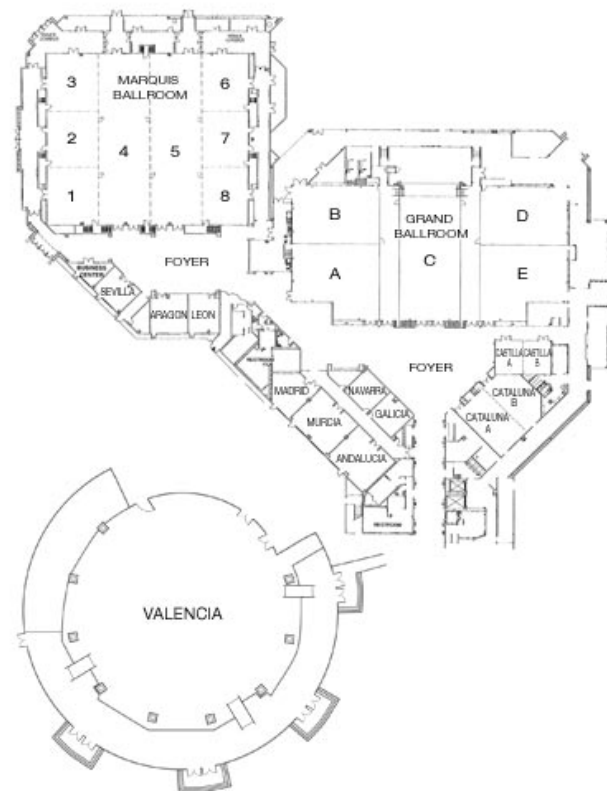 3
MARQUIS
BALLROOM
6
2
4
5
7
1
8
B
GRAND
BALLROOM
D
A
C
E
FOYER
BUSINESS
CENTER
SEVILLA
ARAGON
LEON
FOYER
CASTILLA
A
CASTILLA
B
MADRID
NAVARRA
CATALUNA
B
MURCIA
GALICIA
CATALUNA
A
ANDALUCIA
RESTROOM
VALENCIA